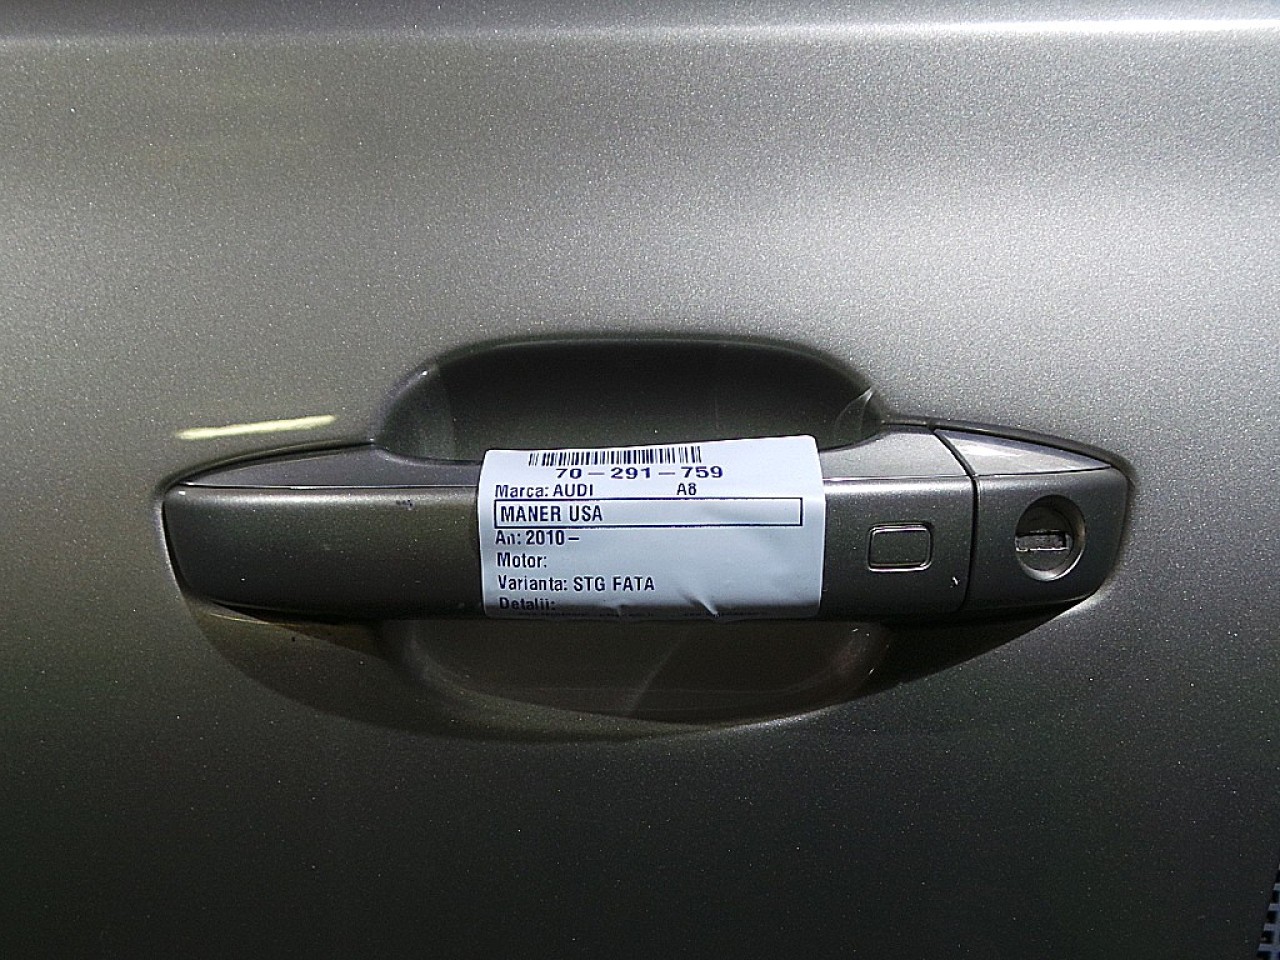 70-291-759
Marca: AUDI A8
MANER USA
An: 2010-
Motor:
Varianta: STG FATA
Detalii: